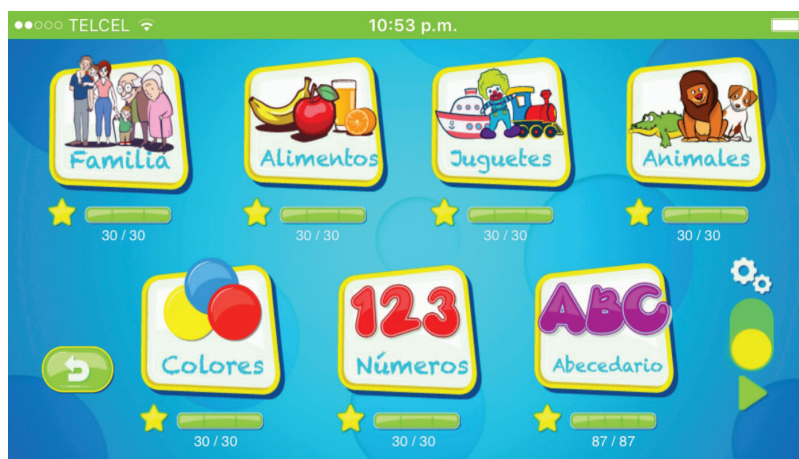 TELCEL 10:53 p.m.
Familia Alimentos Juguetes Animales
30 / 30 30 / 30 30 / 30 30 / 30
123 ABC
Colores Números Abecedario
30 / 30 30 / 30 87 / 87